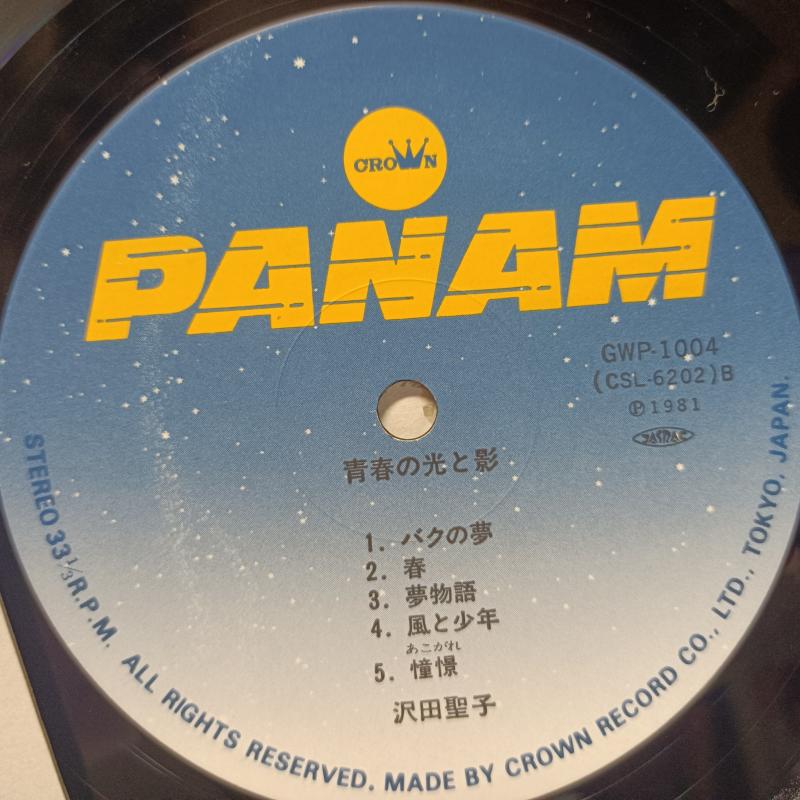 CROWN
PANAM
GWP-1004
(CSL-6202)B
Ⓟ1981
JASRAC
青春の光と影
1. バクの夢
2. 春
3. 夢物語
4. 風と少年
あこがれ
5. 憧憬
沢田聖子
STEREO 33 1/3 R.P.M. ALL RIGHTS RESERVED. MADE BY CROWN RECORD CO., LTD., TOKYO, JAPAN.